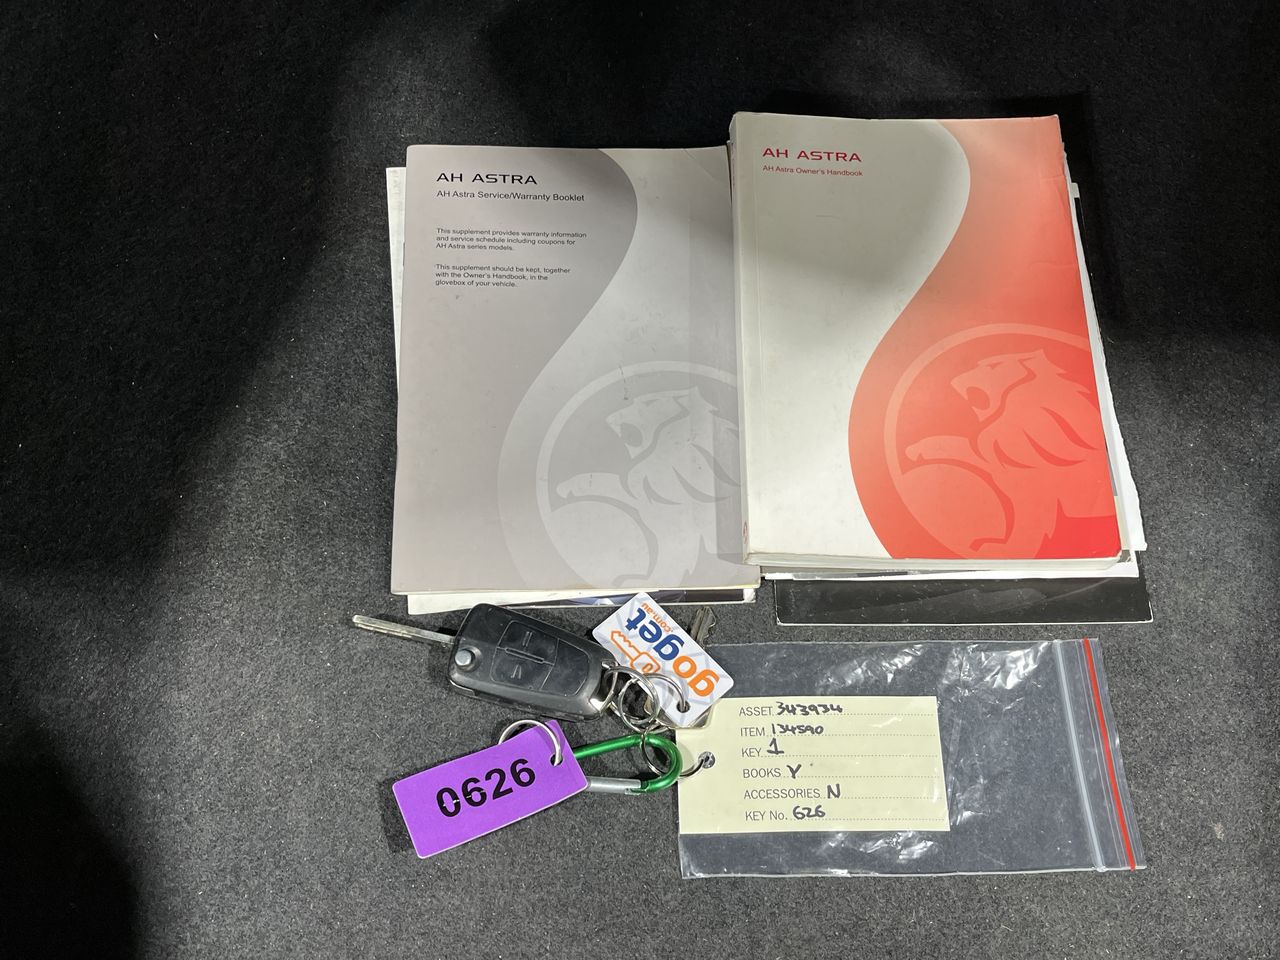 AH ASTRA
AH Astra Service/Warranty Booklet
This supplement provides warranty information
and service schedule including coupons for
AH Astra series models.
This supplement should be kept, together
with the Owner's Handbook, in the
glovebox of your vehicle.
AH ASTRA
AH Astra Owner's Handbook
goget
.com.au
0626
ASSET 343934
ITEM 134590
KEY 1
BOOKS Y
ACCESSORIES N
KEY No. 626